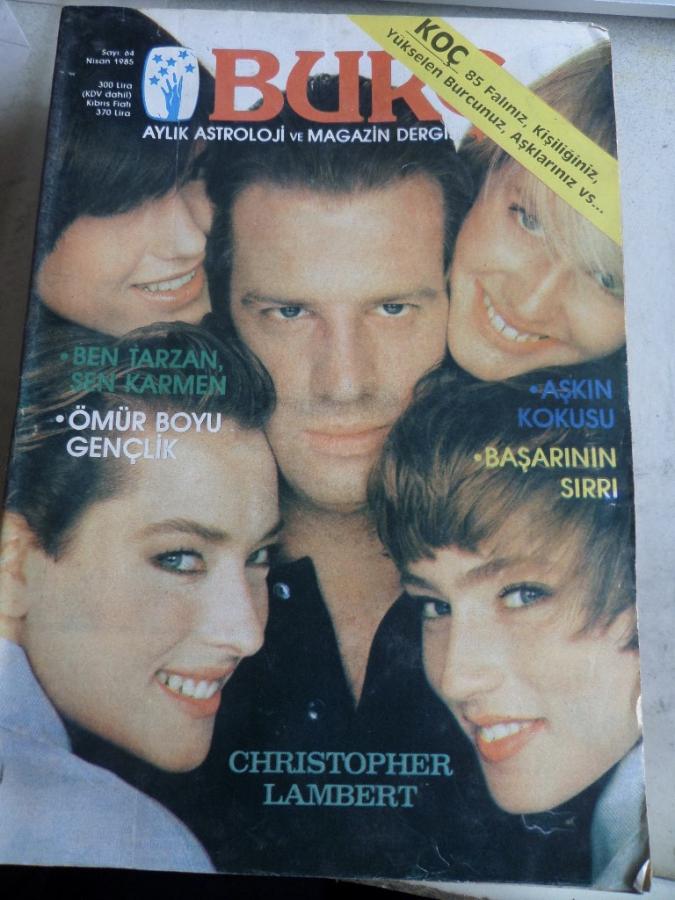 Sayı: 64
Nisan 1985
300 Lira
(KDV dahil)
Kıbrıs Fiatı
370 Lira
BURÇ
AYLIK ASTROLOJİ VE MAGAZİN DERGİ
KOÇ 85 Falınız, Kişiliğiniz,
Yükselen Burcunuz, Aşklarınız vs...
• BEN TARZAN,
SEN KARMEN
• ÖMÜR BOYU
GENÇLİK
• AŞKIN
KOKUSU
• BAŞARININ
SIRRI
CHRISTOPHER
LAMBERT